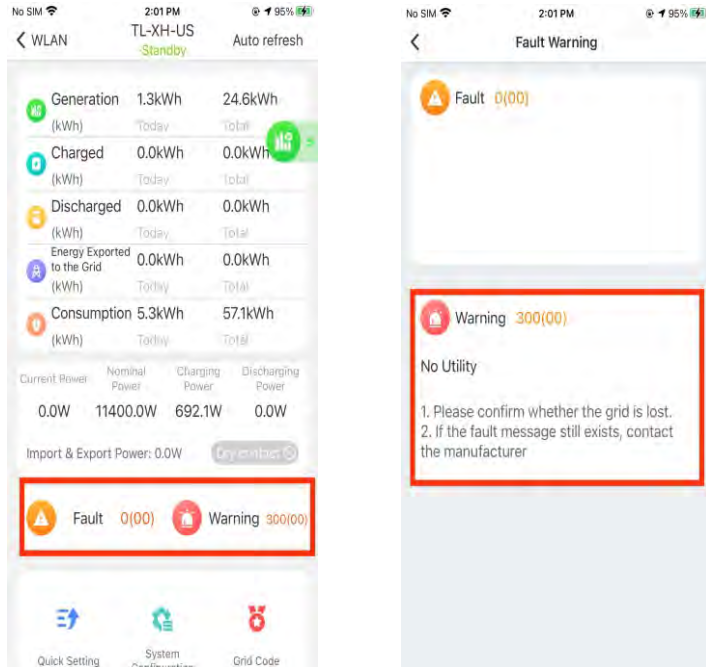 No SIM 2:01 PM 95%
WLAN TL-XH-US Auto refresh
Standby
Generation 1.3kWh 24.6kWh
(kWh) Today Total
Charged 0.0kWh 0.0kWh
(kWh) Today Total
Discharged 0.0kWh 0.0kWh
(kWh) Today Total
Energy Exported
to the Grid 0.0kWh 0.0kWh
(kWh) Today Total
Consumption 5.3kWh 57.1kWh
(kWh) Today Total
Current Power Nominal Power Charging Power Discharging Power
0.0W 11400.0W 692.1W 0.0W
Import & Export Power: 0.0W Dry contact
Fault 0(00) Warning 300(00)
Quick Setting System Configuration Grid Code
No SIM 2:01 PM 95%
Fault Warning
Fault 0(00)
Warning 300(00)
No Utility
1. Please confirm whether the grid is lost.
2. If the fault message still exists, contact
the manufacturer